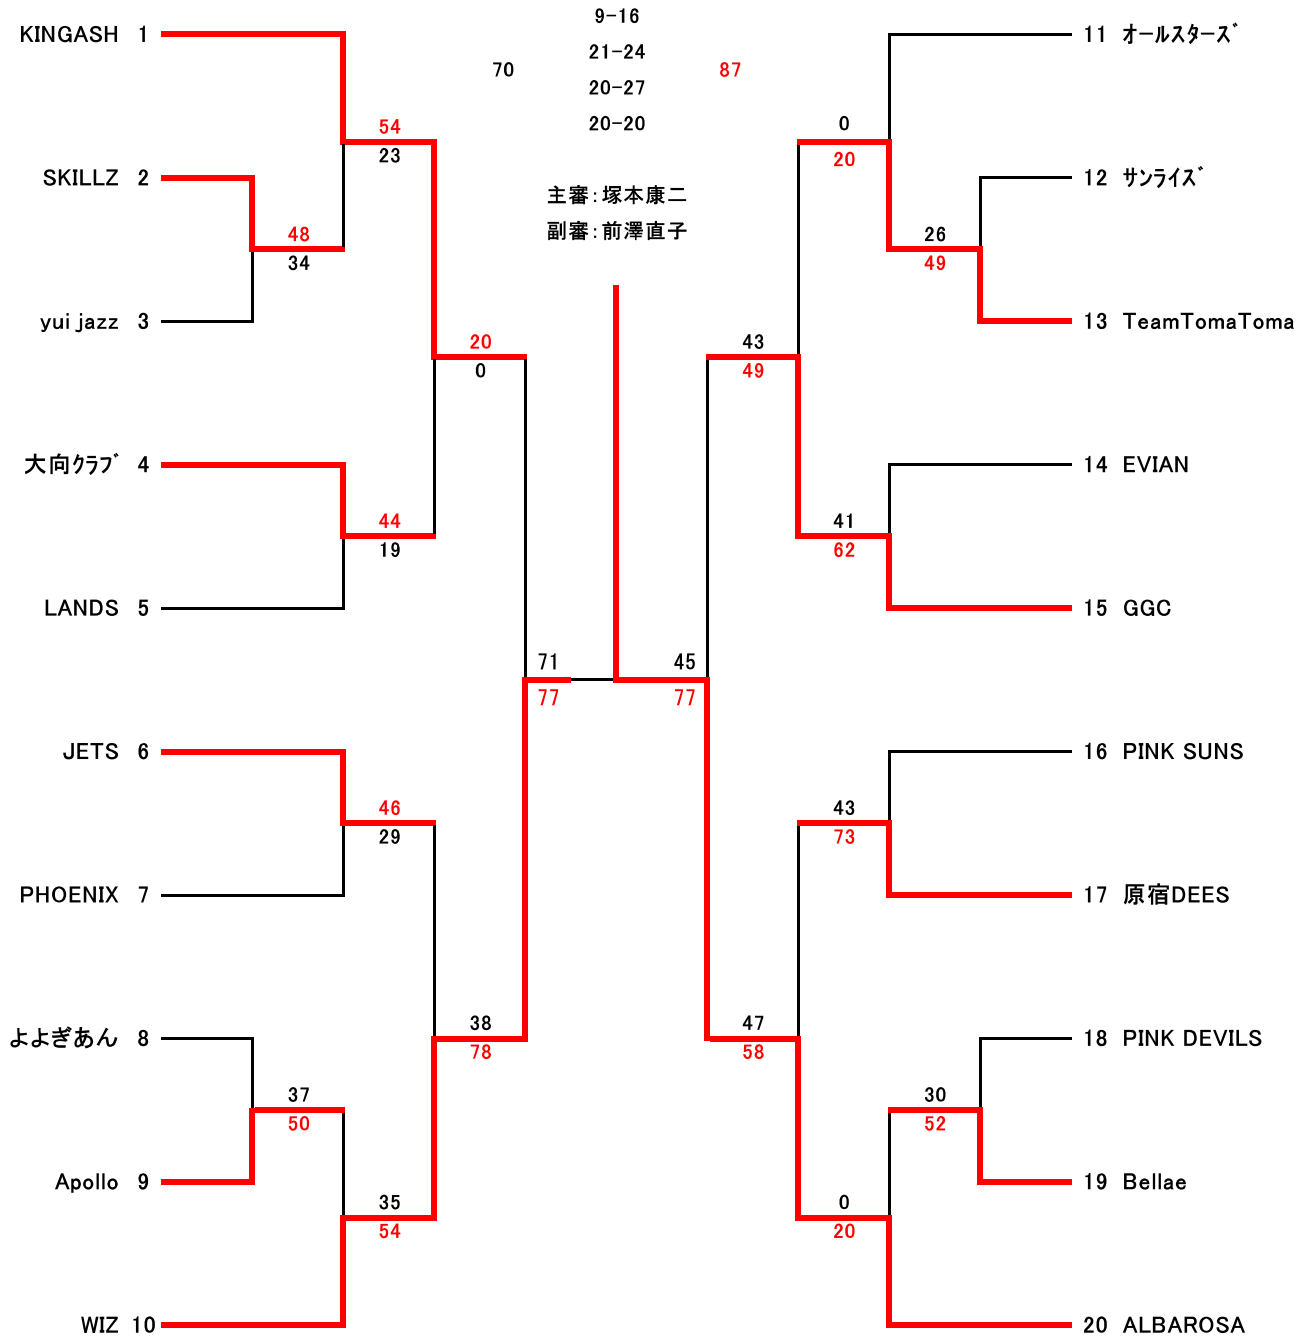 9-16
KINGASH 1
11 オールスターズ
21-24
70
87
20-27
20-20
54
0
23
20
SKILLZ 2
12 サンライズ
主審:塚本康二
副審:前澤直子
48
26
34
49
yui jazz 3
13 TeamTomaToma
20
43
0
49
大向クラブ 4
14 EVIAN
44
41
19
62
LANDS 5
15 GGC
71
45
77
77
JETS 6
16 PINK SUNS
46
43
29
73
PHOENIX 7
17 原宿DEES
38
47
よよぎあん 8
18 PINK DEVILS
78
58
37
30
50
52
Apollo 9
19 Bellae
35
0
54
20
WIZ 10
20 ALBAROSA